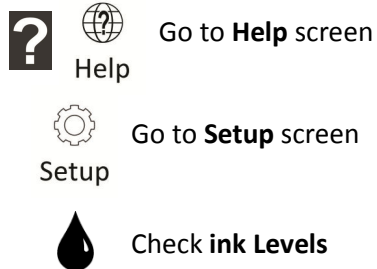 ? ? Go to Help screen
Help
Go to Setup screen
Setup
Check ink Levels